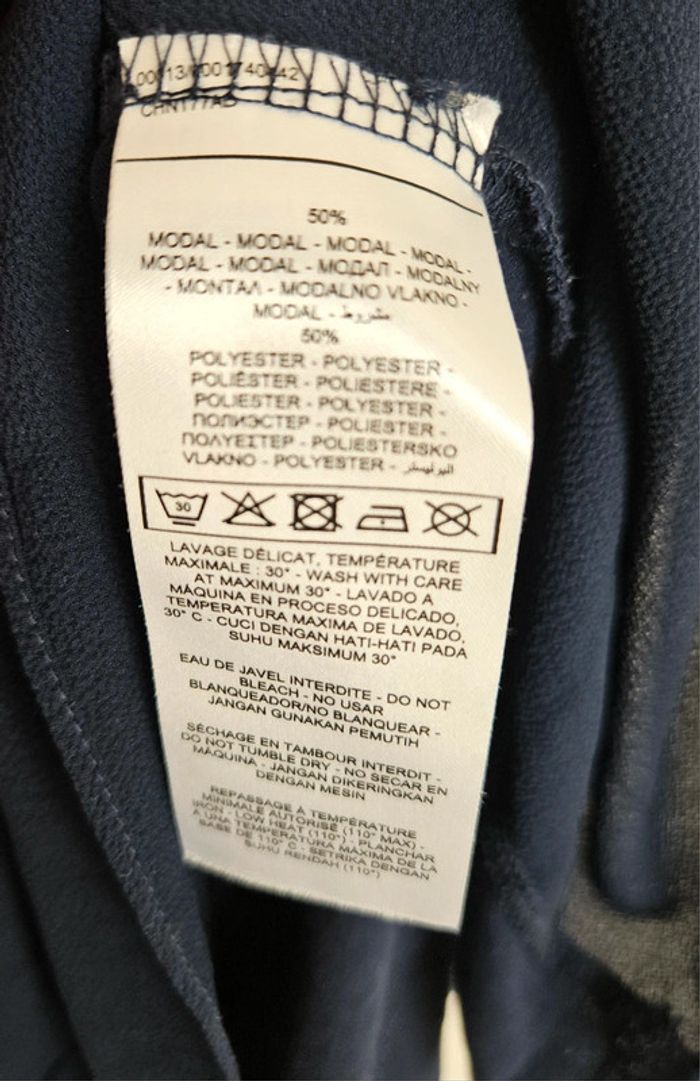 50%
MODAL - MODAL - MODAL - MODAL -
MODAL - MODAL - МОДАЛ - MODALNY
- ΜΟΝΤΑΛ - MODALNO VLAKNO -
MODAL -
50%
POLYESTER - POLYESTER -
POLIÉSTER - POLIESTERE -
POLIESTER - POLYESTER -
ПОЛИЭСТЕР - POLIESTER -
ΠΟΛΥΕΣΤΕΡ - POLIESTERSKO
VLAKNO - POLYESTER - البوليستر
30
LAVAGE DÉLICAT, TEMPÉRATURE
MAXIMALE : 30° - WASH WITH CARE
AT MAXIMUM 30° - LAVADO A
MÁQUINA EN PROCESO DELICADO,
TEMPERATURA MAXIMA DE LAVADO,
30° C - CUCI DENGAN HATI-HATI PADA
SUHU MAKSIMUM 30°
EAU DE JAVEL INTERDITE - DO NOT
BLEACH - NO USAR
BLANQUEADOR/NO BLANQUEAR -
JANGAN GUNAKAN PEMUTIH
SÉCHAGE EN TAMBOUR INTERDIT -
DO NOT TUMBLE DRY - NO SECAR EN
MÁQUINA - JANGAN DIKERINGKAN
DENGAN MESIN
REPASSAGE À TEMPÉRATURE
MINIMALE AUTORISÉ (110° MAX) -
IRON - LOW HEAT (110°) - PLANCHAR
A UNA TEMPERATURA MÁXIMA DE LA
BASE DE 110° C - SETRIKA DENGAN
SUHU RENDAH (110°)